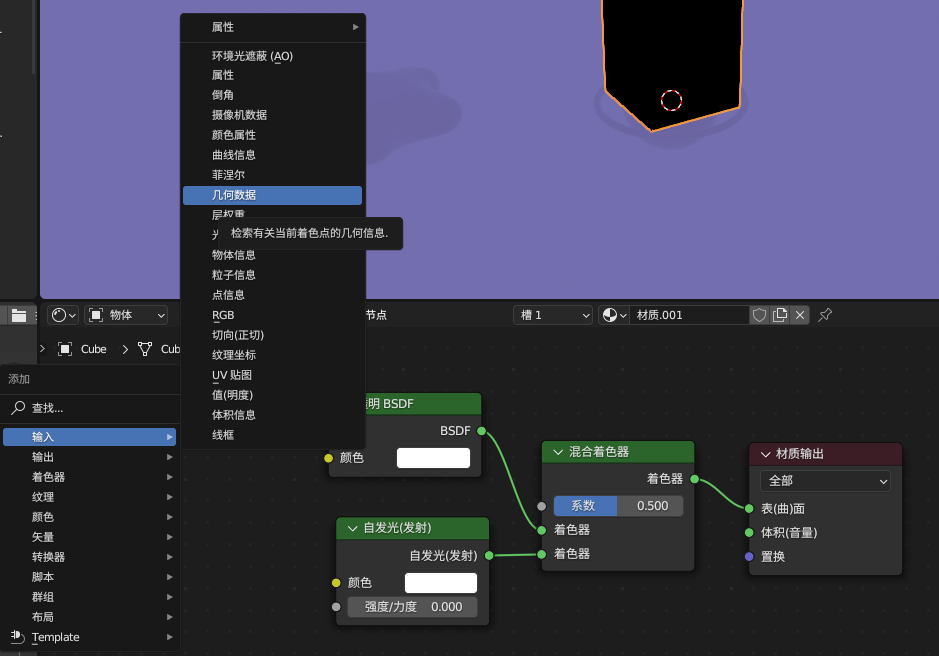 属性
环境光遮蔽 (AO)
属性
倒角
摄像机数据
颜色属性
曲线信息
菲涅尔
几何数据
层权重
检索有关当前着色点的几何信息.
物体信息
粒子信息
点信息
RGB
切向(正切)
纹理坐标
UV 贴图
值(明度)
体积信息
线框
物体
节点
槽 1
材质.001
Cube
Cub
添加
查找...
输入
输出
着色器
纹理
颜色
矢量
转换器
脚本
群组
布局
Template
明 BSDF
BSDF
颜色
自发光(发射)
自发光(发射)
颜色
强度/力度 0.000
混合着色器
着色器
系数 0.500
着色器
着色器
材质输出
全部
表(曲)面
体积(音量)
置换